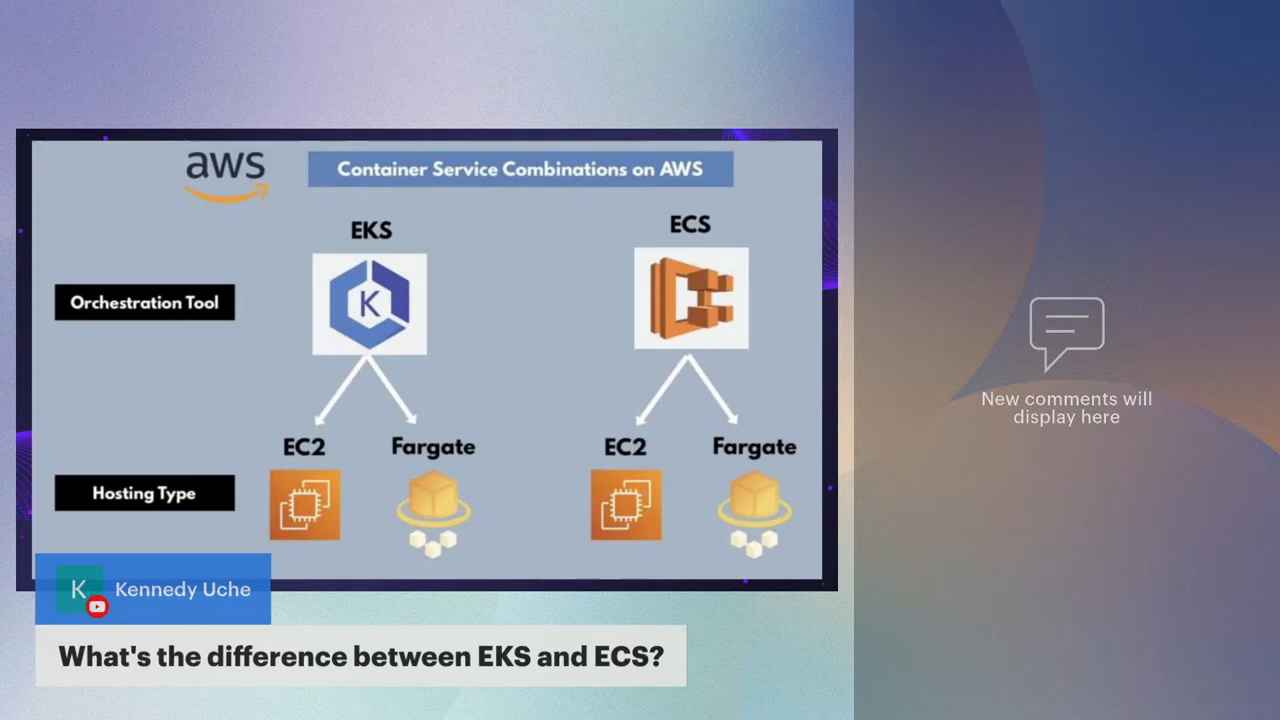 aws
Container Service Combinations on AWS
EKS
ECS
Orchestration Tool
K
EC2
Fargate
EC2
Fargate
Hosting Type
K
Kennedy Uche
What's the difference between EKS and ECS?
New comments will
display here